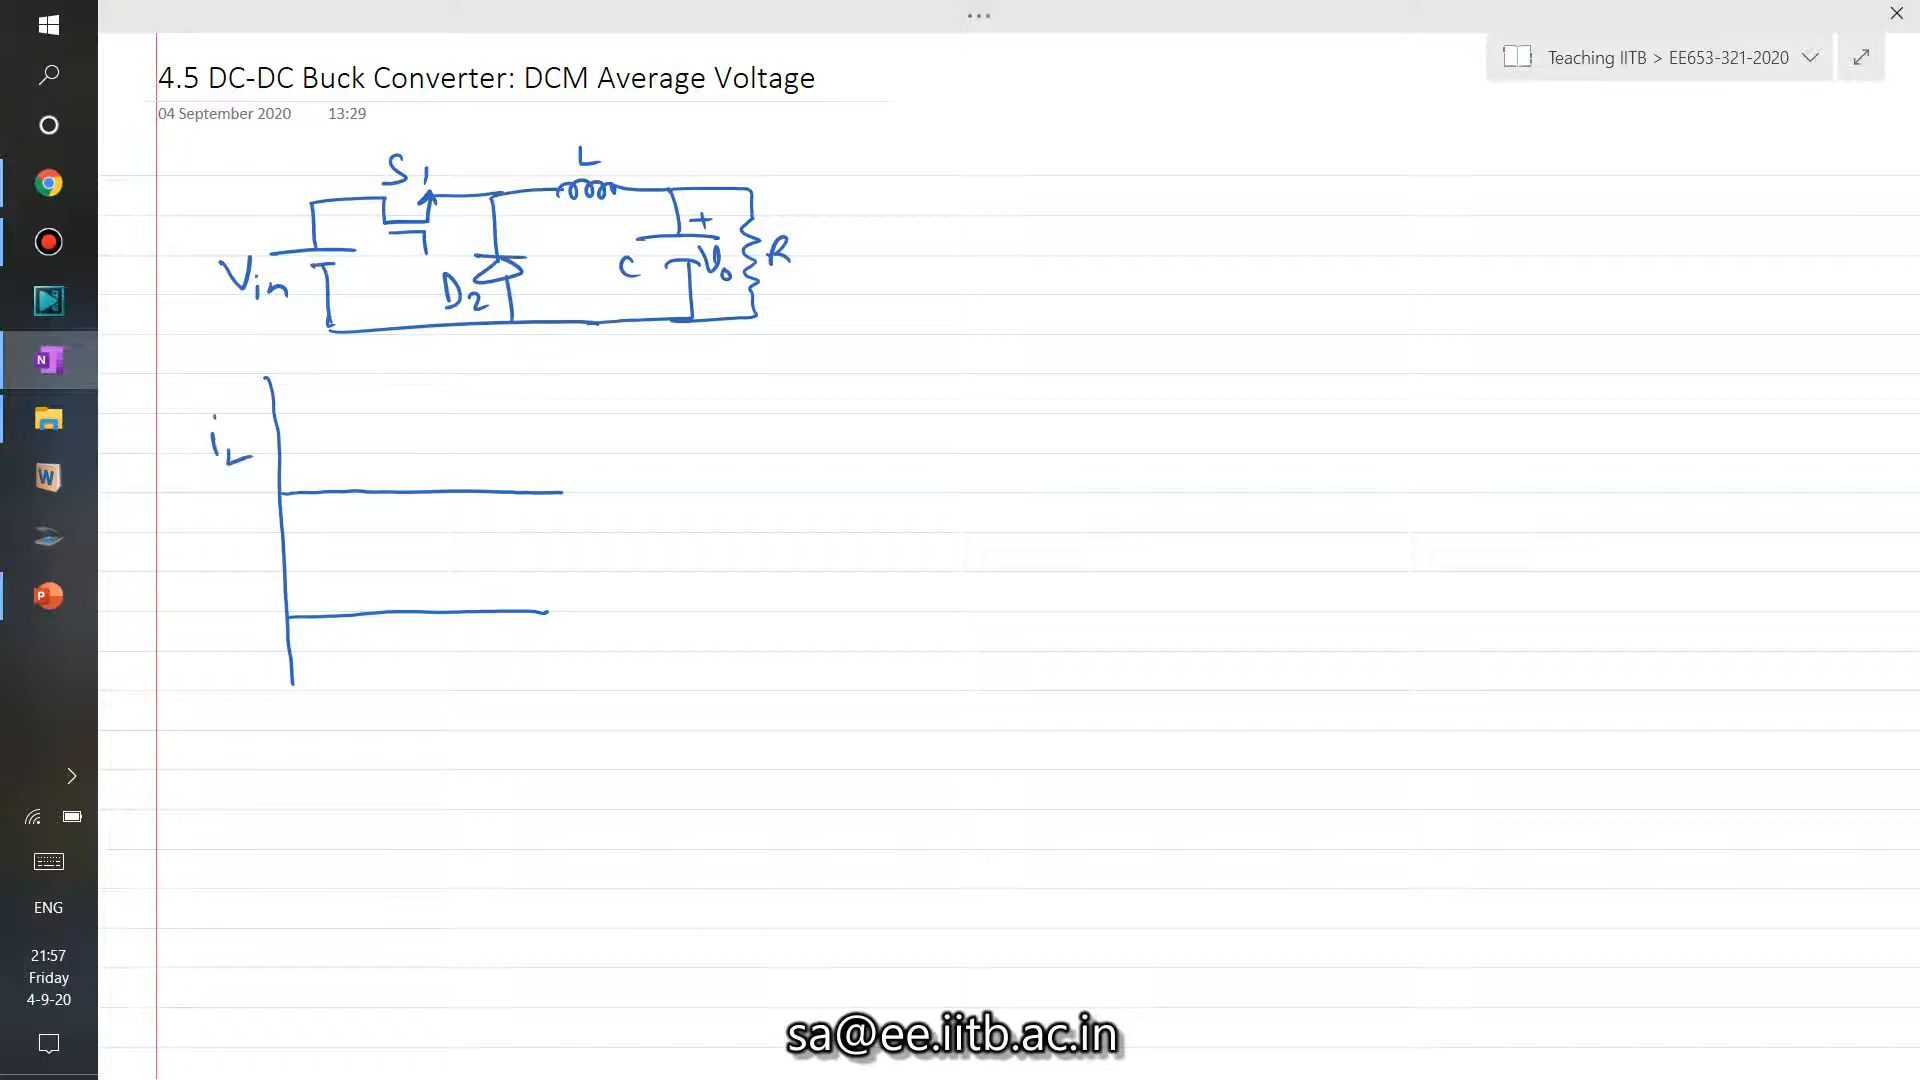 4.5 DC-DC Buck Converter: DCM Average Voltage
04 September 2020 13:29
Teaching IITB > EE653-321-2020
S1
L
+
Vin
D2
C
Vo
R
iL
N
W
P
ENG
21:57
Friday
4-9-20
sa@ee.iitb.ac.in